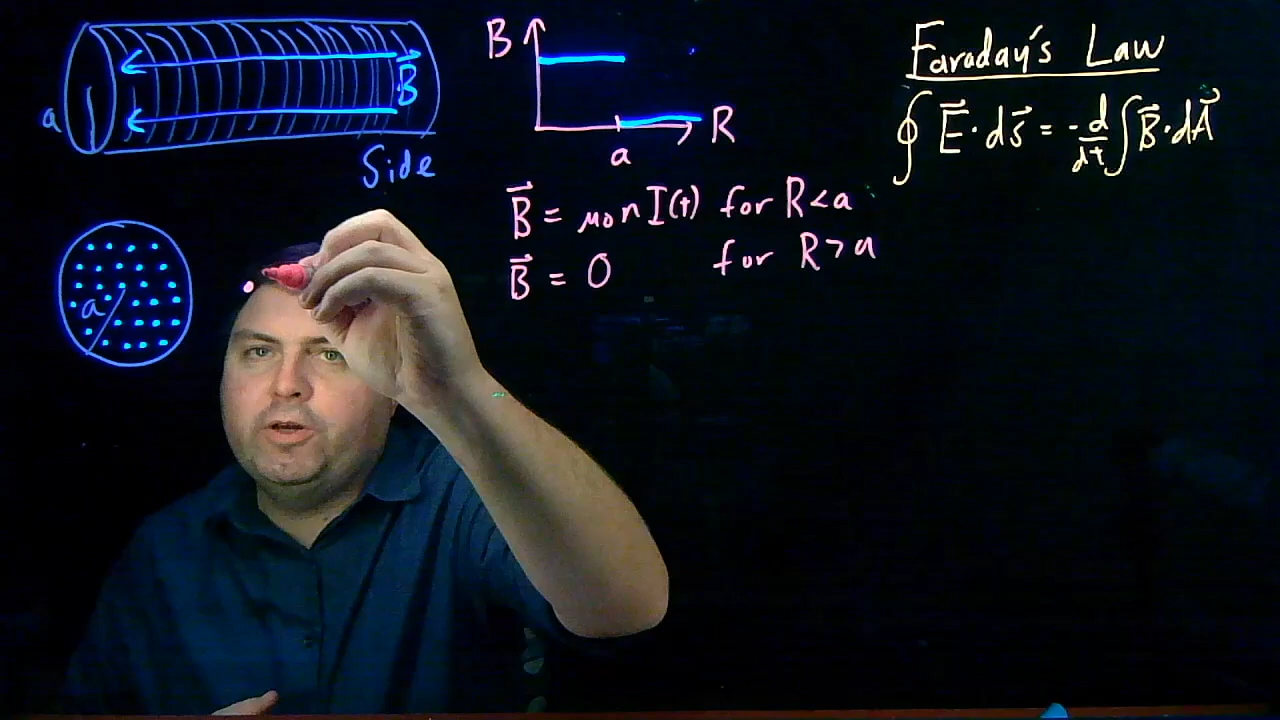 a
B⃗
Side
a
B
R
a
B⃗ = μ₀nI(t) for R<a
B⃗ = 0 for R>a
Faraday's Law
∮ E⃗ · ds⃗ = - d/dt ∫ B⃗ · dA⃗